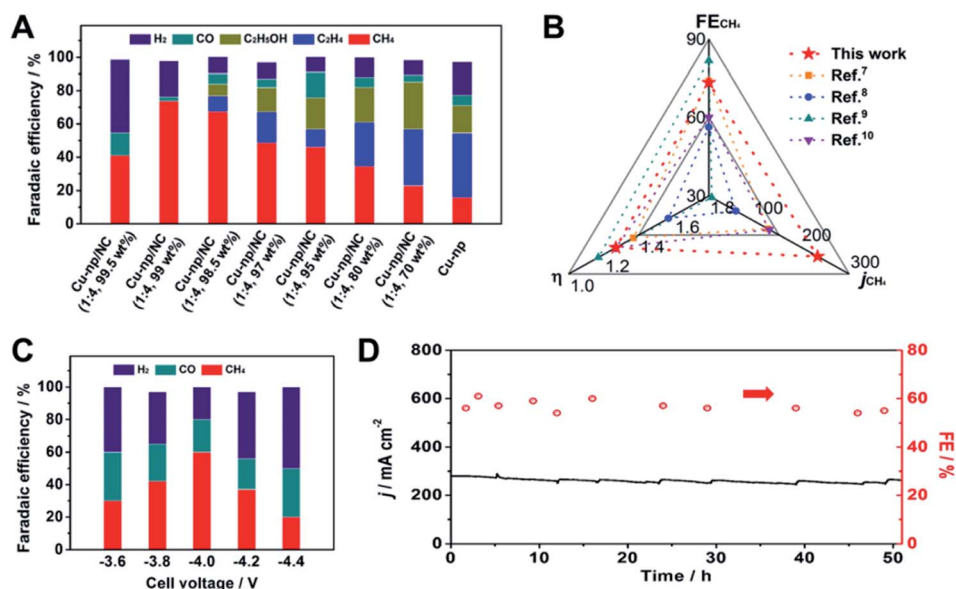 A
H₂ CO C₂H₅OH C₂H₄ CH₄
Faradaic efficiency / %
100
80
60
40
20
0
Cu-np/NC
(1:4, 99.5 wt%)
Cu-np/NC
(1:4, 99 wt%)
Cu-np/NC
(1:4, 98.5 wt%)
Cu-np/NC
(1:4, 97 wt%)
Cu-np/NC
(1:4, 95 wt%)
Cu-np/NC
(1:4, 80 wt%)
Cu-np/NC
(1:4, 70 wt%)
Cu-np
B
FE_CH₄
90
60
30
1.8
1.6
1.4
1.2
1.0
η
100
200
300
j_CH₄
This work
Ref.⁷
Ref.⁸
Ref.⁹
Ref.¹⁰
C
H₂ CO CH₄
Faradaic efficiency / %
100
80
60
40
20
0
-3.6 -3.8 -4.0 -4.2 -4.4
Cell voltage / V
D
j / mA cm⁻²
800
600
400
200
0
0 10 20 30 40 50
Time / h
80
60
40
20
0
FE / %